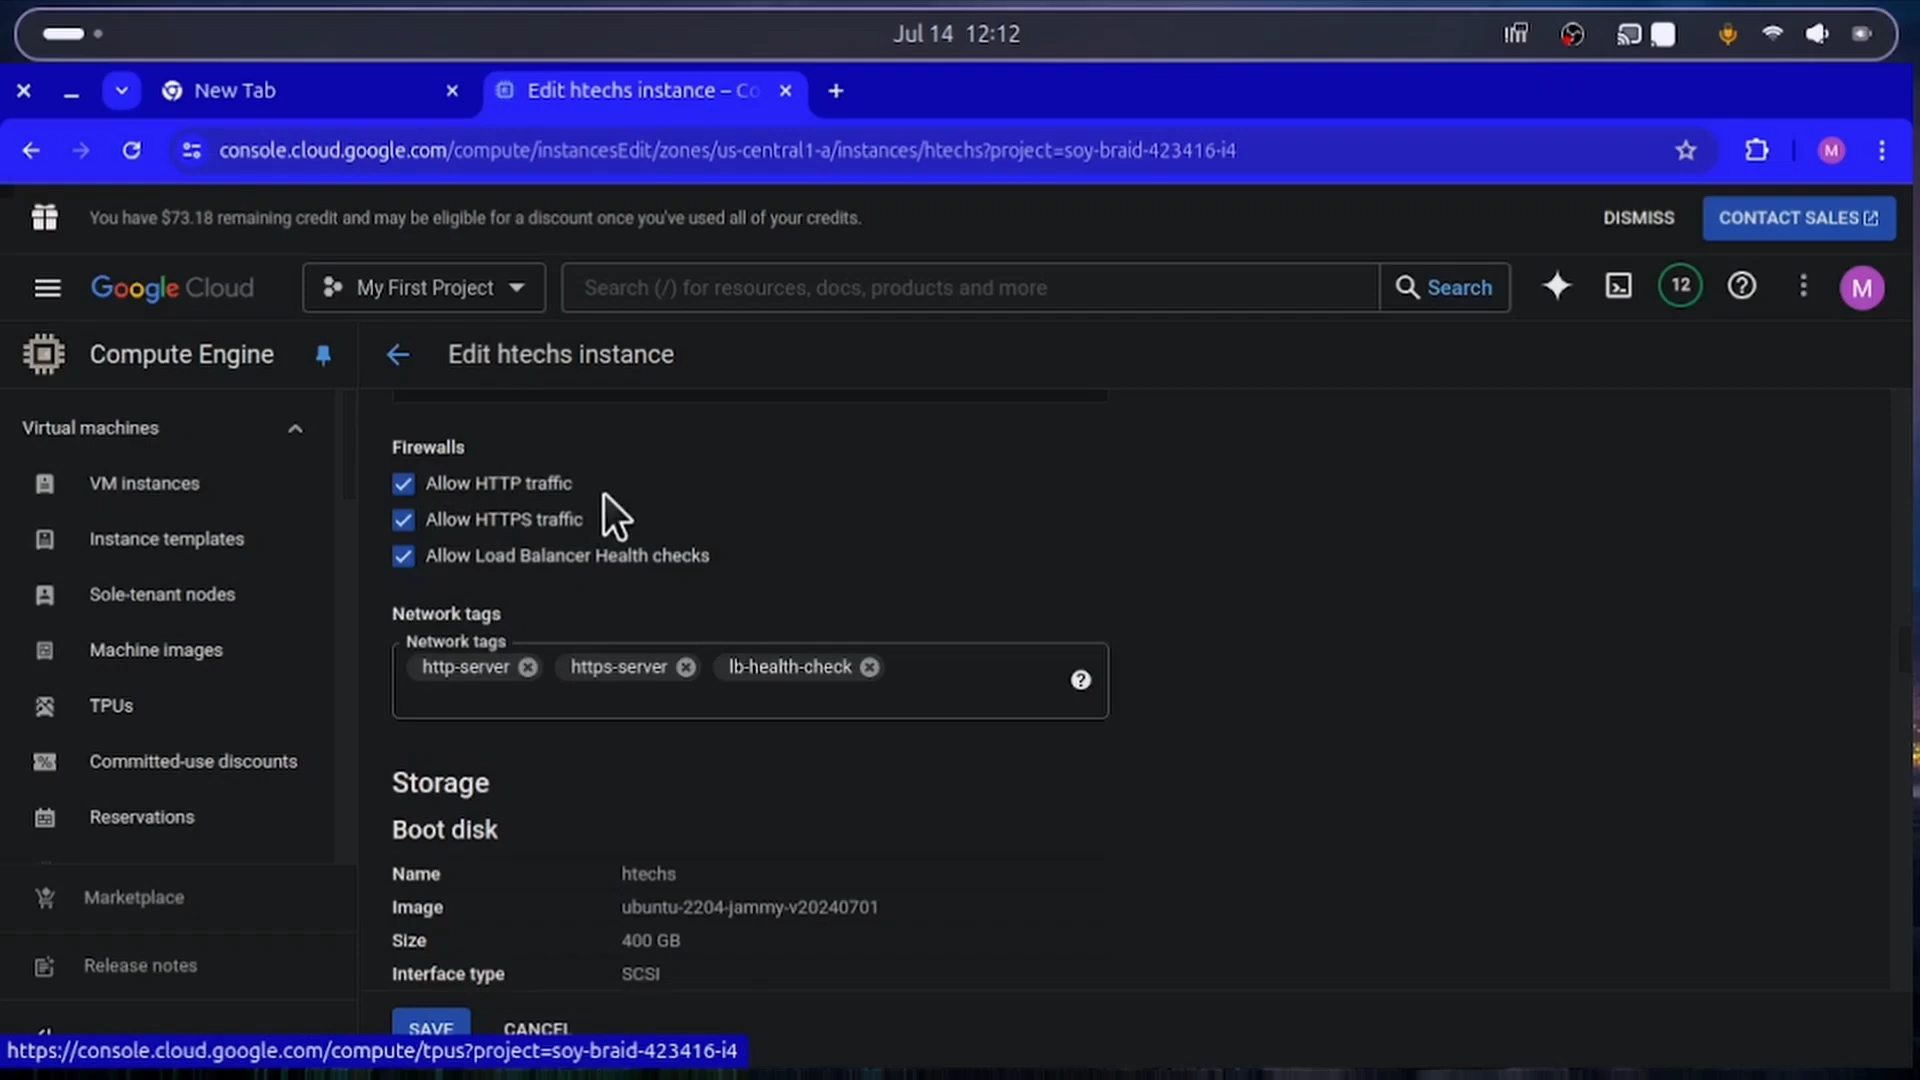 Jul 14 12:12
New Tab
Edit htechs instance – Co
console.cloud.google.com/compute/instancesEdit/zones/us-central1-a/instances/htechs?project=soy-braid-423416-i4
M
You have $73.18 remaining credit and may be eligible for a discount once you've used all of your credits.
DISMISS
CONTACT SALES
Google Cloud
My First Project
Search (/) for resources, docs, products and more
Search
12
M
Compute Engine
Edit htechs instance
Virtual machines
VM instances
Instance templates
Sole-tenant nodes
Machine images
TPUs
Committed-use discounts
Reservations
Marketplace
Release notes
Firewalls
Allow HTTP traffic
Allow HTTPS traffic
Allow Load Balancer Health checks
Network tags
Network tags
http-server
https-server
lb-health-check
Storage
Boot disk
Name htechs
Image ubuntu-2204-jammy-v20240701
Size 400 GB
Interface type SCSI
SAVE
CANCEL
https://console.cloud.google.com/compute/tpus?project=soy-braid-423416-i4